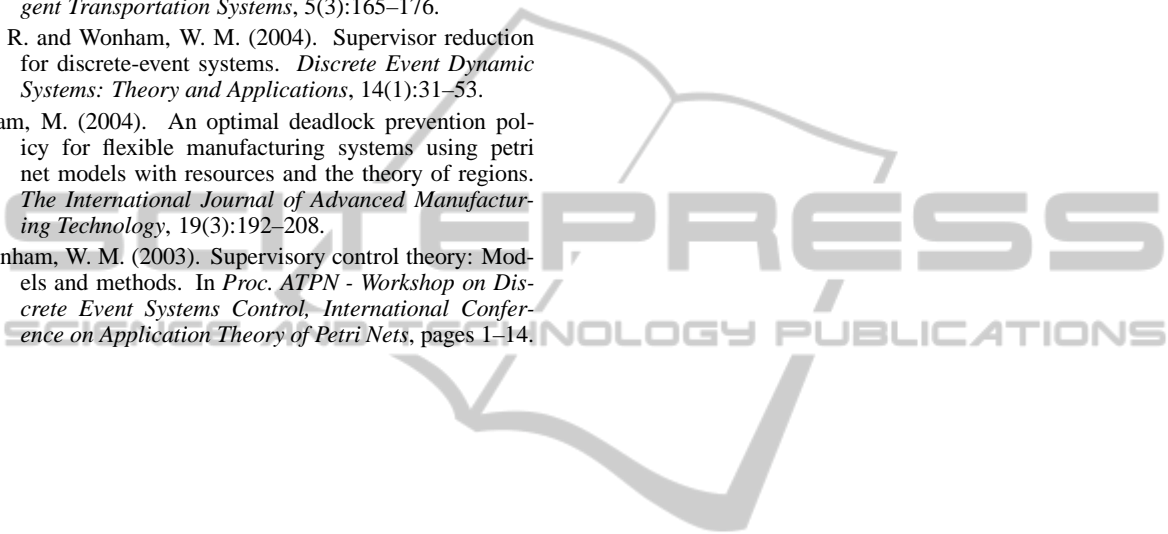 gent Transportation Systems, 5(3):165–176.
R. and Wonham, W. M. (2004). Supervisor reduction
for discrete-event systems. Discrete Event Dynamic
Systems: Theory and Applications, 14(1):31–53.
am, M. (2004). An optimal deadlock prevention pol-
icy for flexible manufacturing systems using petri
net models with resources and the theory of regions.
The International Journal of Advanced Manufactur-
ing Technology, 19(3):192–208.
nham, W. M. (2003). Supervisory control theory: Mod-
els and methods. In Proc. ATPN - Workshop on Dis-
crete Event Systems Control, International Confer-
ence on Application Theory of Petri Nets, pages 1–14.
SCITEPRESS
SCIENCE AND TECHNOLOGY PUBLICATIONS